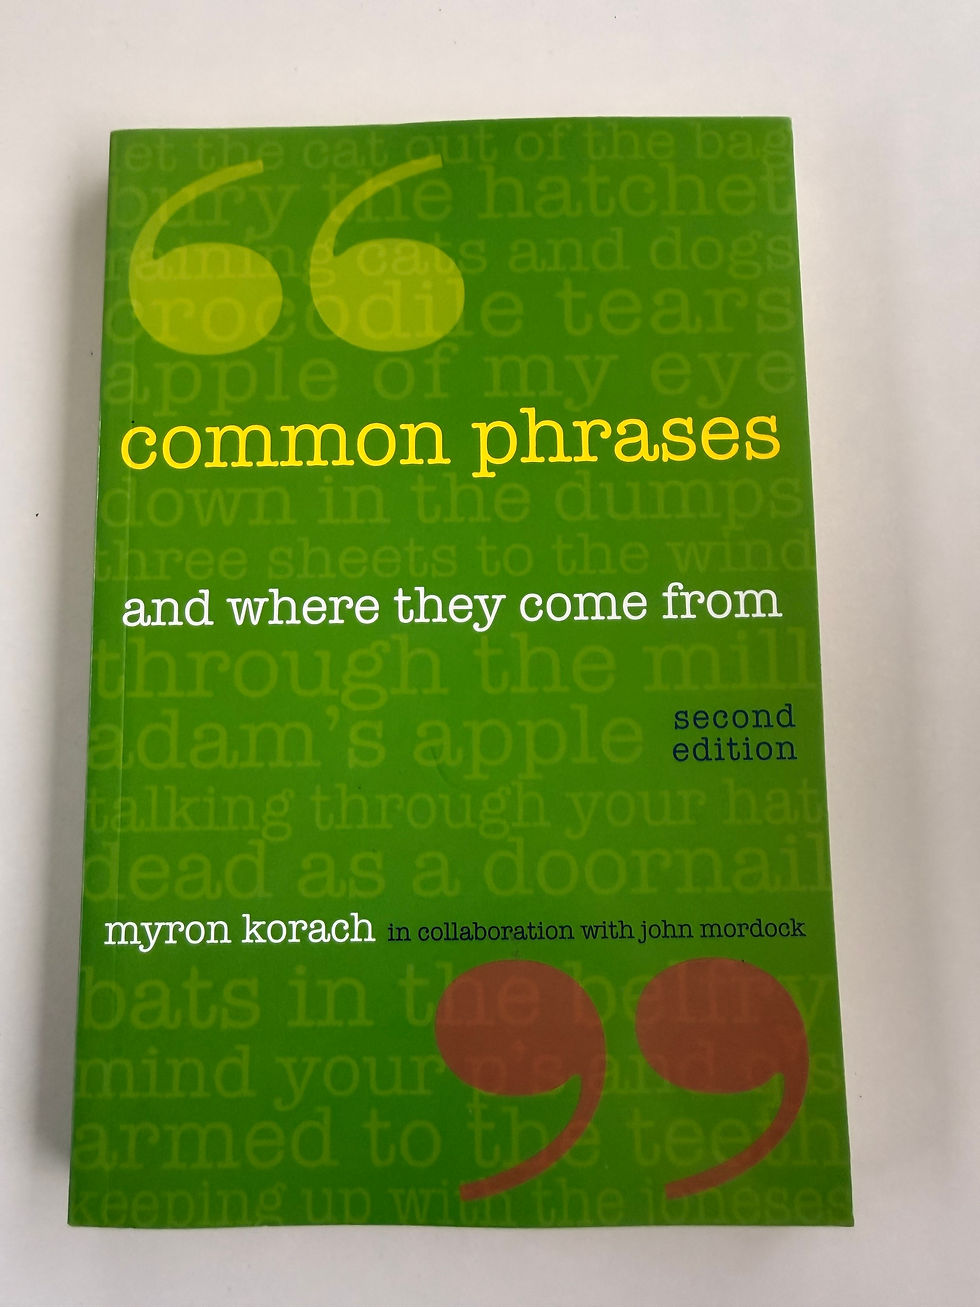 let the cat out of the bag
bury the hatchet
raining cats and dogs
crocodile tears
apple of my eye
common phrases
down in the dumps
three sheets to the wind
and where they come from
through the mill
adam's apple
second
edition
talking through your hat
dead as a doornail
myron korach in collaboration with john mordock
bats in the belfry
mind your p's and q's
armed to the teeth
keeping up with the joneses